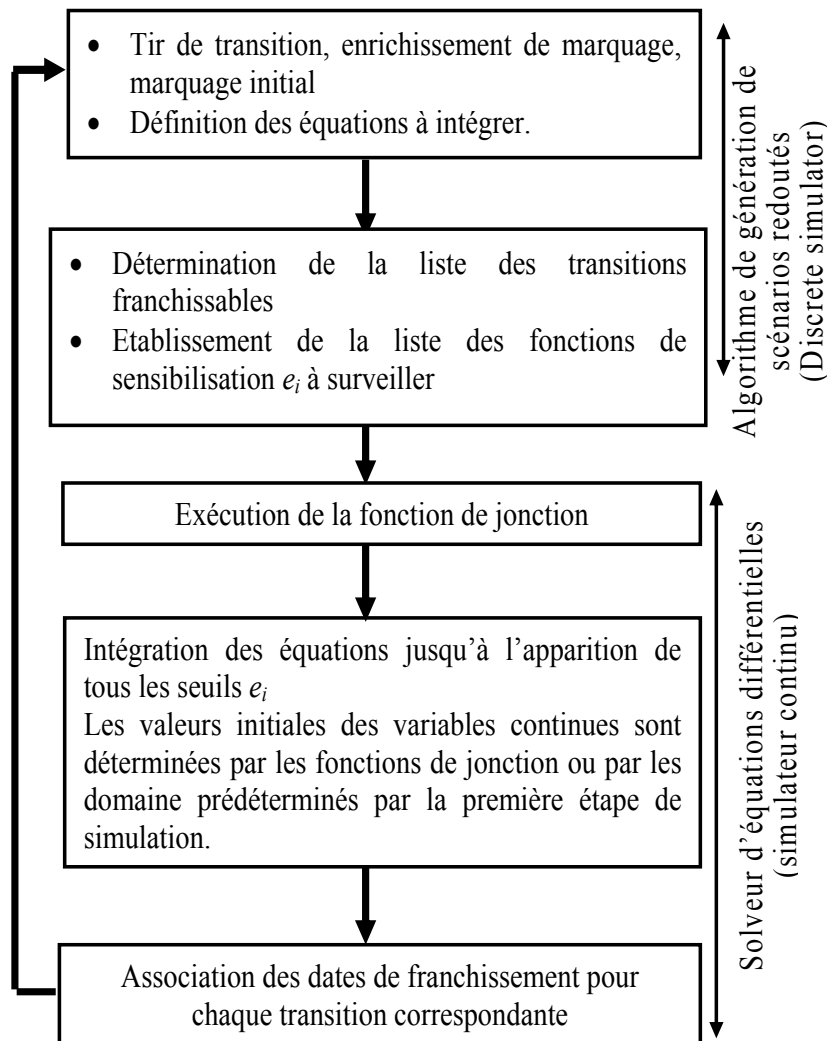 • Tir de transition, enrichissement de marquage,
marquage initial
• Définition des équations à intégrer.
• Détermination de la liste des transitions
franchissables
• Etablissement de la liste des fonctions de
sensibilisation ei à surveiller
Algorithme de génération de
scénarios redoutés
(Discrete simulator)
Exécution de la fonction de jonction
Intégration des équations jusqu’à l’apparition de
tous les seuils ei
Les valeurs initiales des variables continues sont
déterminées par les fonctions de jonction ou par les
domaine prédéterminés par la première étape de
simulation.
Association des dates de franchissement pour
chaque transition correspondante
Solveur d’équations différentielles
(simulateur continu)